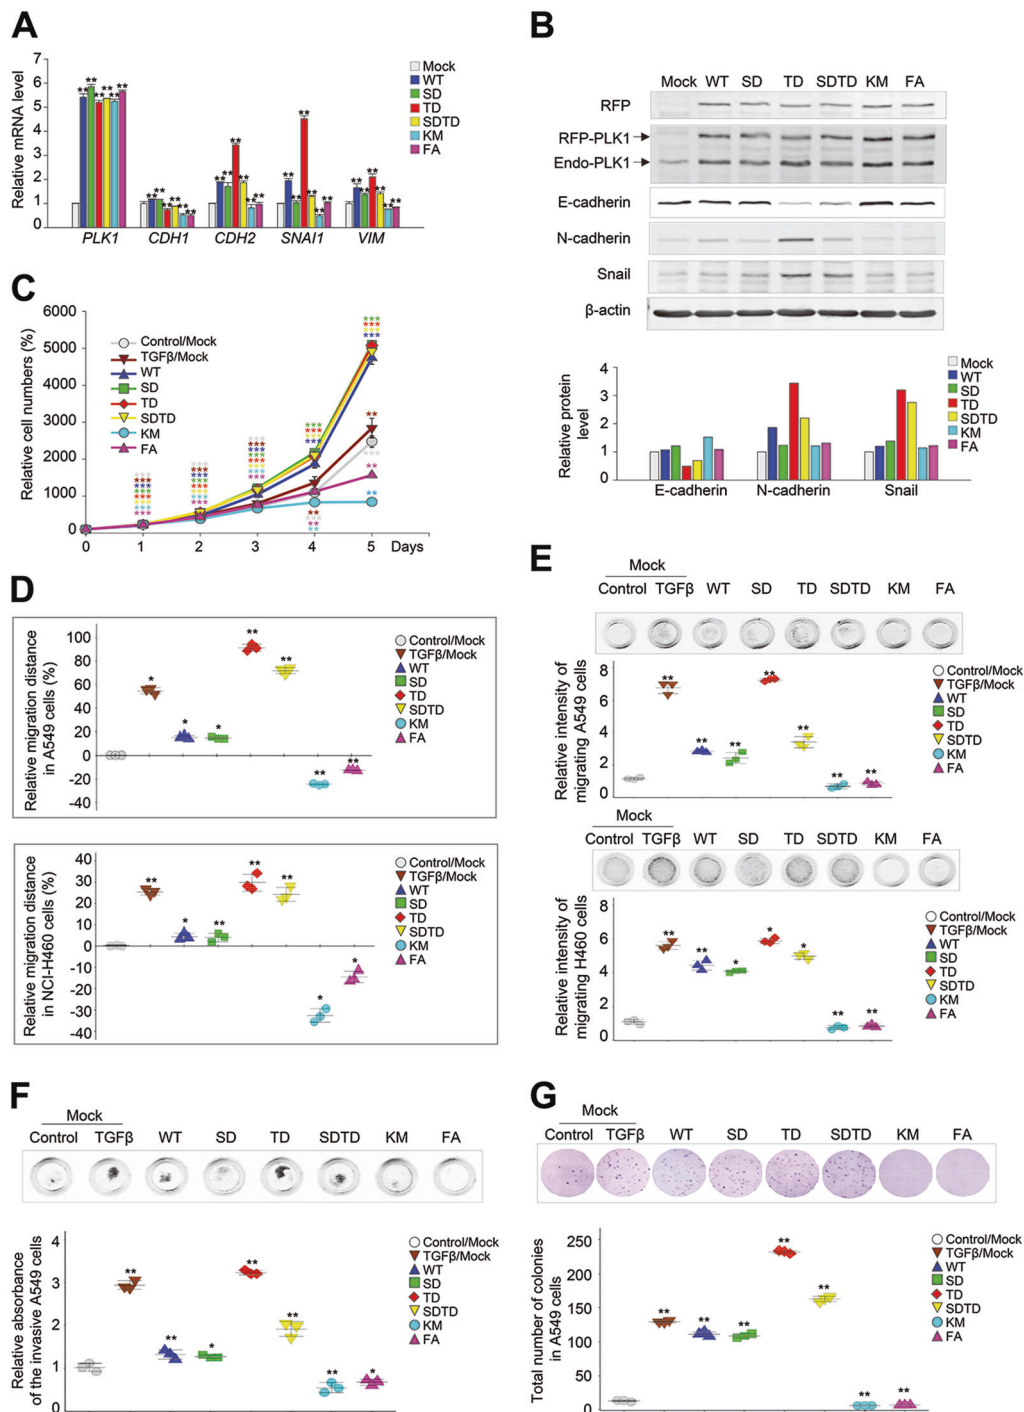 A
Relative mRNA level
7
6
5
4
3
2
1
0
PLK1 CDH1 CDH2 SNAI1 VIM
Mock
WT
SD
TD
SDTD
KM
FA
B
Mock WT SD TD SDTD KM FA
RFP
RFP-PLK1
Endo-PLK1
E-cadherin
N-cadherin
Snail
β-actin
Relative protein
level
4
3
2
1
0
E-cadherin N-cadherin Snail
Mock
WT
SD
TD
SDTD
KM
FA
C
Relative cell numbers (%)
6000
5000
4000
3000
2000
1000
0
0 1 2 3 4 5 Days
Control/Mock
TGFβ/Mock
WT
SD
TD
SDTD
KM
FA
D
Relative migration distance
in A549 cells (%)
100
80
60
40
20
0
-20
-40
Control/Mock
TGFβ/Mock
WT
SD
TD
SDTD
KM
FA
Relative migration distance
in NCI-H460 cells (%)
40
30
20
10
0
-10
-20
-30
-40
Control/Mock
TGFβ/Mock
WT
SD
TD
SDTD
KM
FA
E
Mock
Control TGFβ WT SD TD SDTD KM FA
Relative intensity of
migrating A549 cells
8
6
4
2
0
Control/Mock
TGFβ/Mock
WT
SD
TD
SDTD
KM
FA
Mock
Control TGFβ WT SD TD SDTD KM FA
Relative intensity of
migrating H460 cells
8
6
4
2
0
Control/Mock
TGFβ/Mock
WT
SD
TD
SDTD
KM
FA
F
Mock
Control TGFβ WT SD TD SDTD KM FA
Relative absorbance
of the invasive A549 cells
4
3
2
1
0
Control/Mock
TGFβ/Mock
WT
SD
TD
SDTD
KM
FA
G
Mock
Control TGFβ WT SD TD SDTD KM FA
Total number of colonies
in A549 cells
250
200
150
100
50
0
Control/Mock
TGFβ/Mock
WT
SD
TD
SDTD
KM
FA